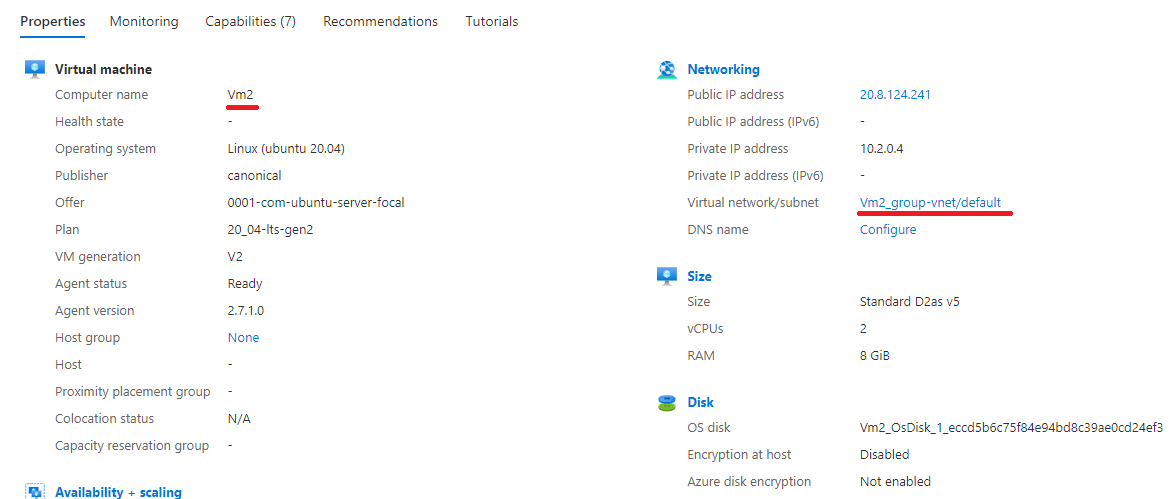 Properties Monitoring Capabilities (7) Recommendations Tutorials
Virtual machine
Computer name Vm2
Health state -
Operating system Linux (ubuntu 20.04)
Publisher canonical
Offer 0001-com-ubuntu-server-focal
Plan 20_04-lts-gen2
VM generation V2
Agent status Ready
Agent version 2.7.1.0
Host group None
Host -
Proximity placement group -
Colocation status N/A
Capacity reservation group -
Availability + scaling
Networking
Public IP address 20.8.124.241
Public IP address (IPv6) -
Private IP address 10.2.0.4
Private IP address (IPv6) -
Virtual network/subnet Vm2_group-vnet/default
DNS name Configure
Size
Size Standard D2as v5
vCPUs 2
RAM 8 GiB
Disk
OS disk Vm2_OsDisk_1_eccd5b6c75f84e94bd8c39ae0cd24ef3
Encryption at host Disabled
Azure disk encryption Not enabled